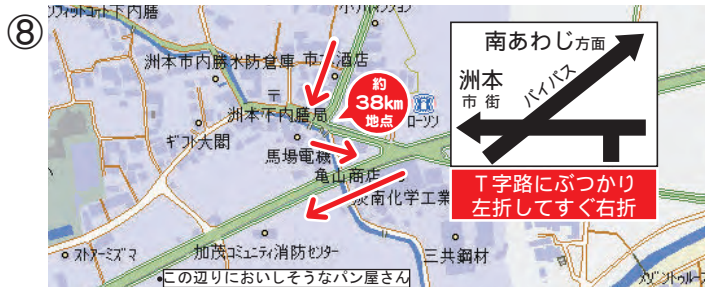 ⑧
洲本市内膳水防倉庫
市
酒店
洲本下内膳局
約
38km
地点
ローソン
ギフト大閣
馬場電機
亀山商店
炭南化学工業
ストアーミズマ
加茂コミュニティ消防センター
三共鋼材
この辺りにおいしそうなパン屋さん
南あわじ方面
洲本
市街
バイパス
T字路にぶつかり
左折してすぐ右折